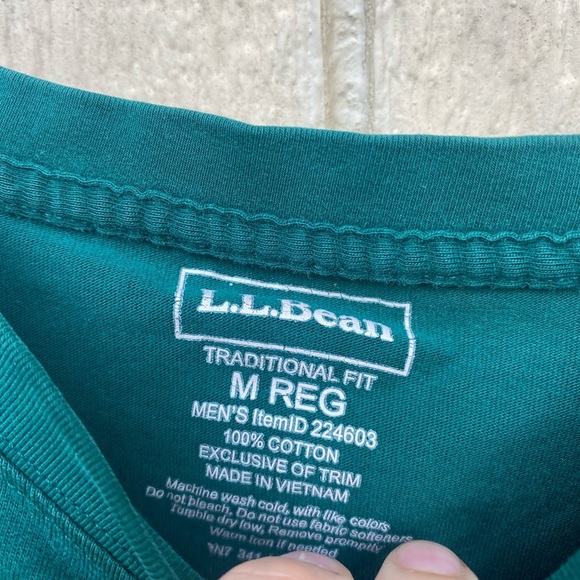 L.L.Bean
TRADITIONAL FIT
M REG
MEN'S ItemID 224603
100% COTTON
EXCLUSIVE OF TRIM
MADE IN VIETNAM
Machine wash cold, with like colors
Do not bleach. Do not use fabric softeners
Tumble dry low, Remove promptly
Warm iron if needed
VN7 341